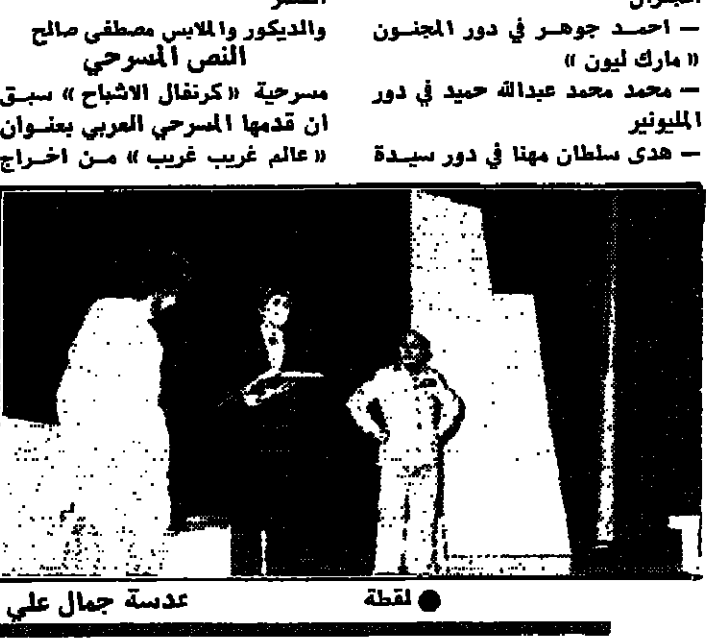 — احمد جوهر في دور المجنون
« مارك ليون »
— محمد محمد عبدالله حميد في دور
المليونير
— هدى سلطان مهنا في دور سيدة
والديكور والملابس مصطفى صالح
النص المسرحي
مسرحية « كرنفال الاشباح » سبق
ان قدمها المسرحي العربي بعنوان
« عالم غريب غريب » من اخراج
● لقطة
عدسة جمال علي